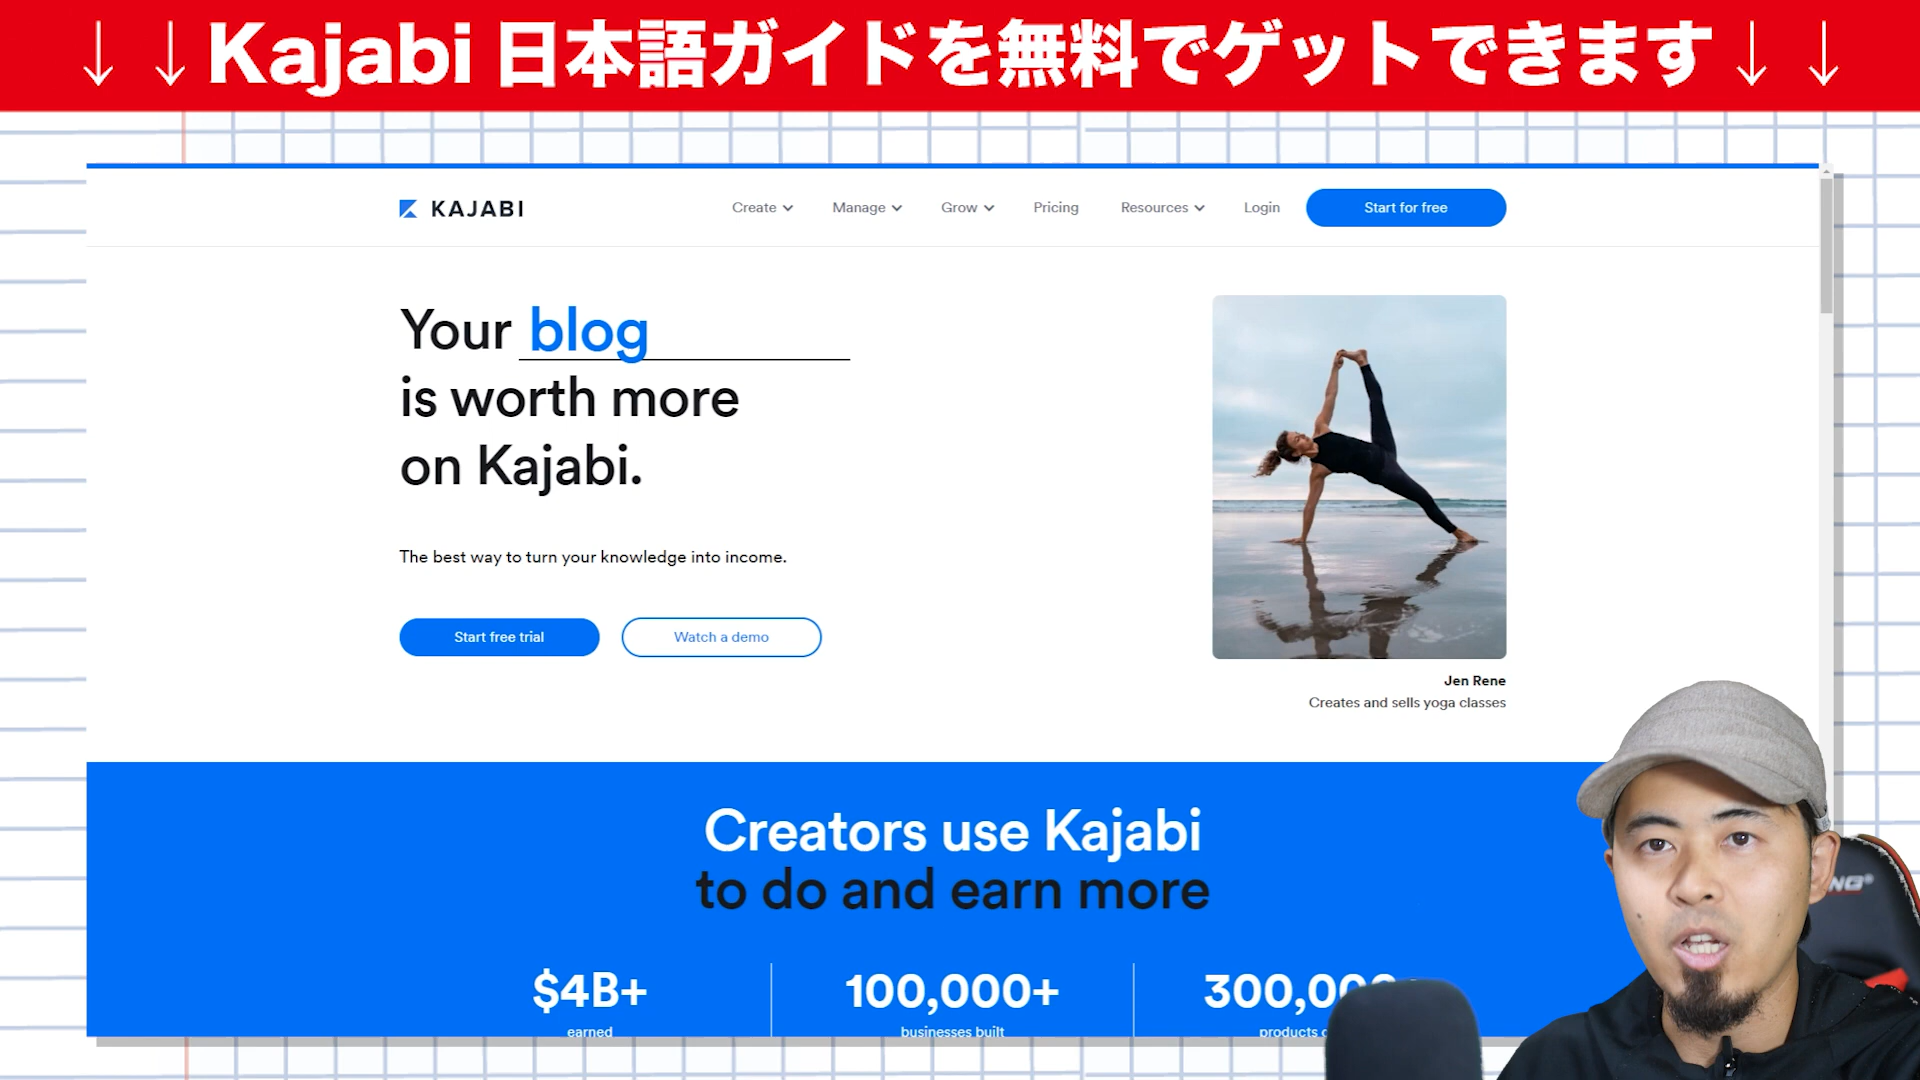 ↓ ↓ Kajabi 日本語ガイドを無料でゲットできます ↓ ↓
KAJABI
Create
Manage
Grow
Pricing
Resources
Login
Start for free
Your blog
is worth more
on Kajabi.
The best way to turn your knowledge into income.
Start free trial
Watch a demo
Jen Rene
Creates and sells yoga classes
Creators use Kajabi
to do and earn more
$4B+
earned
100,000+
businesses built
products